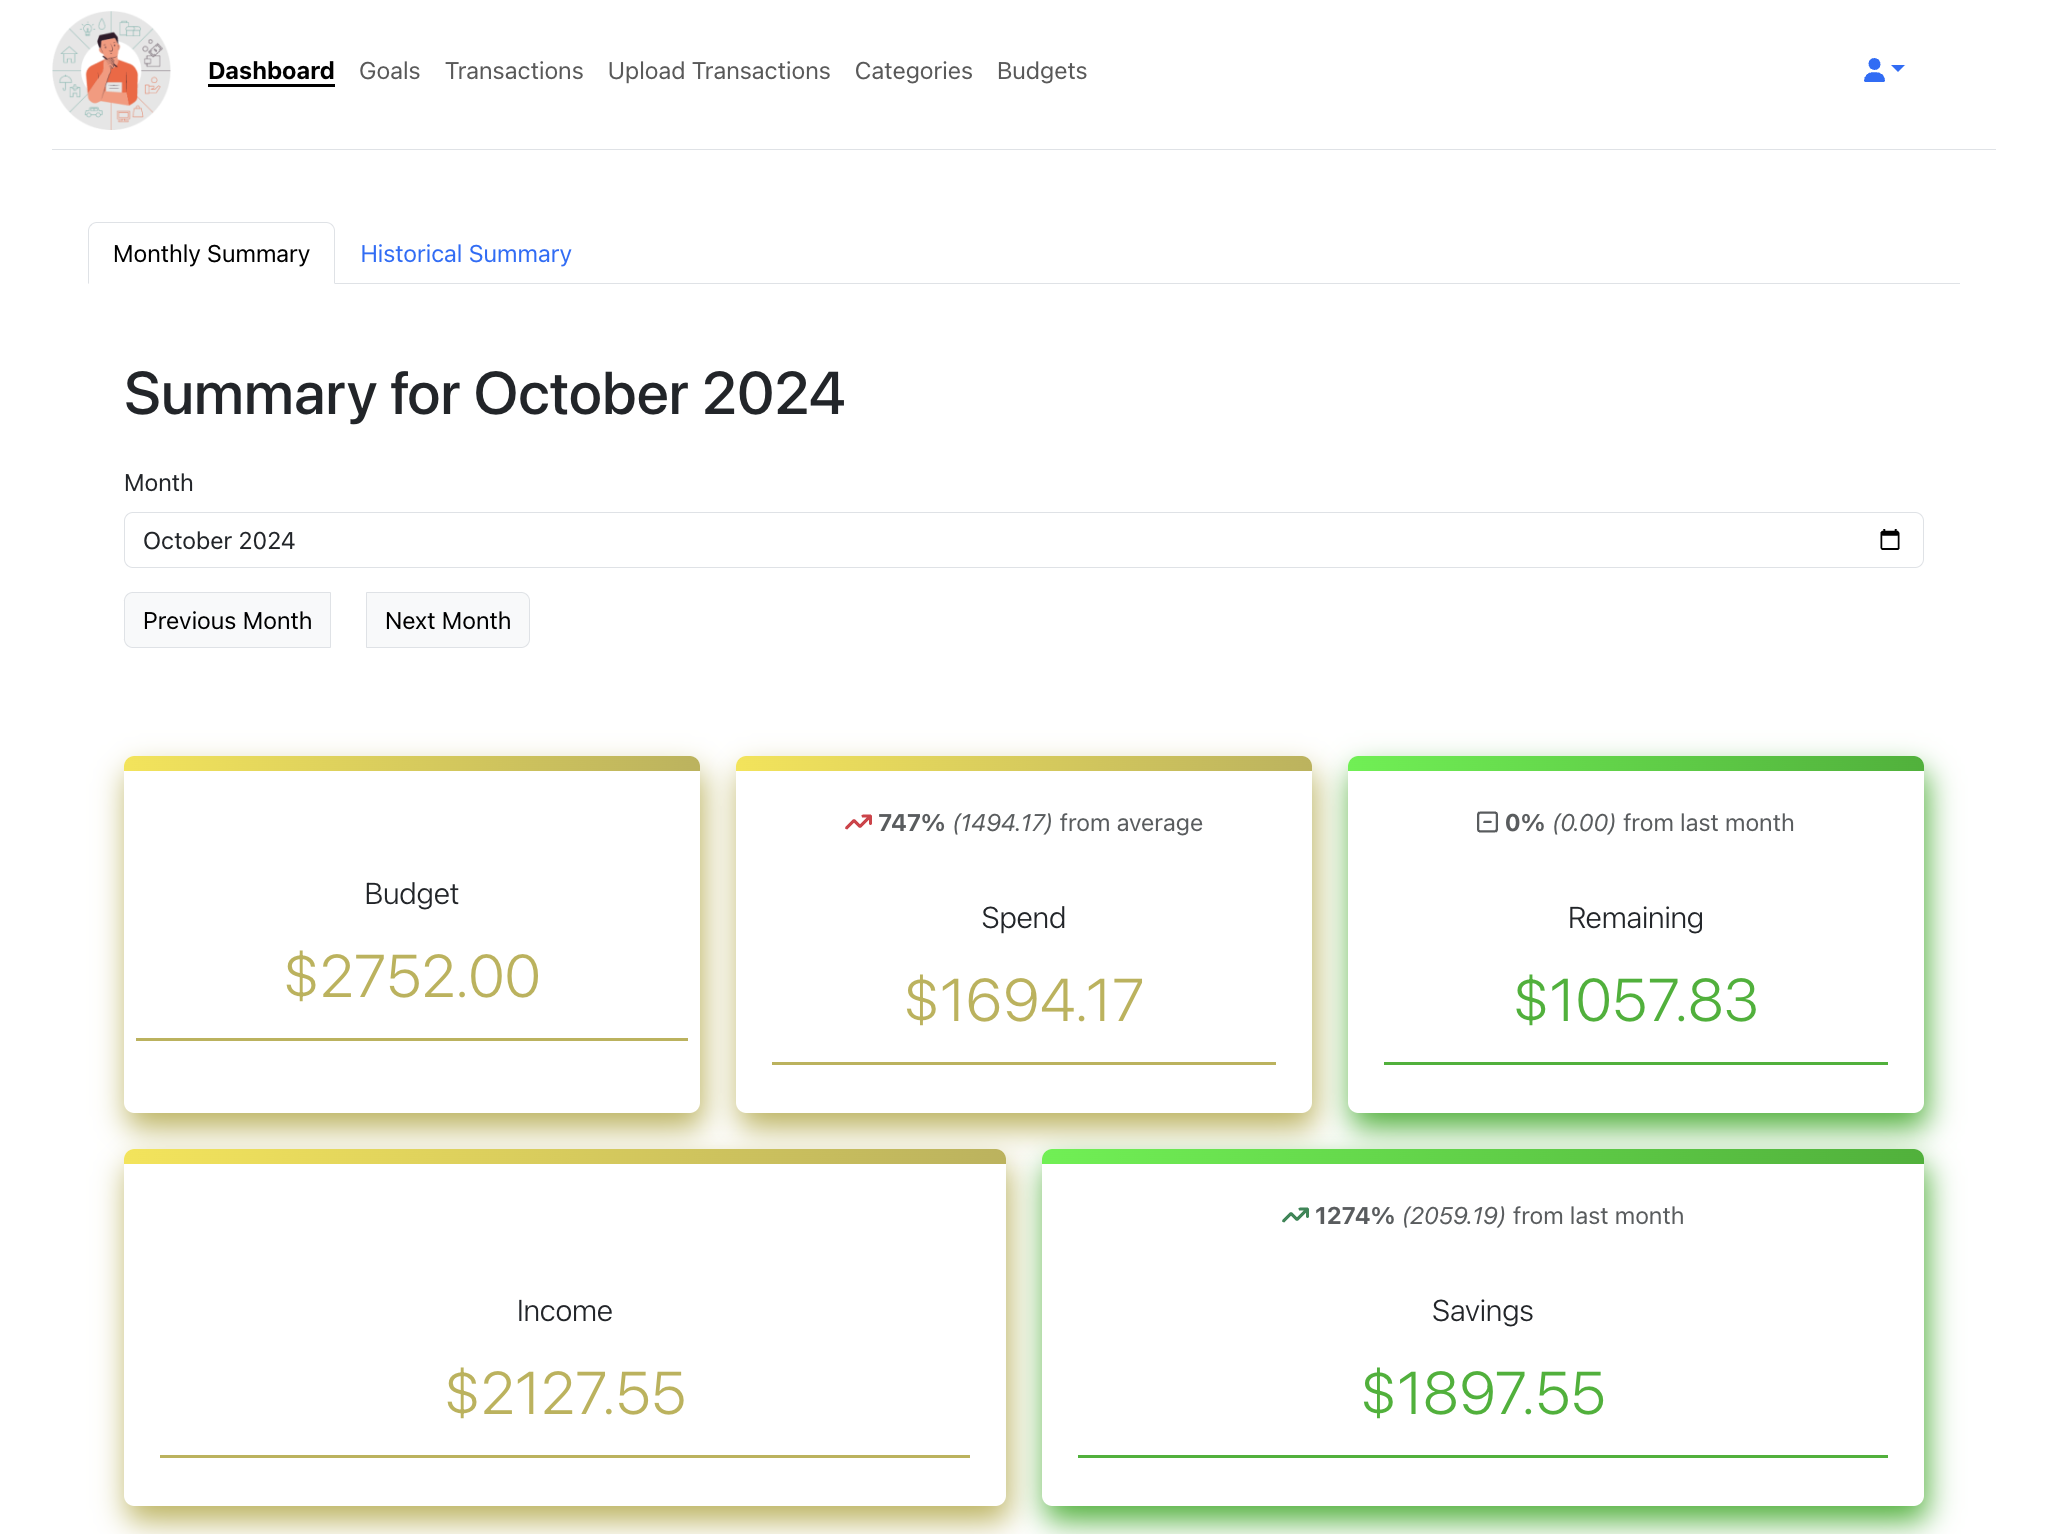 Dashboard Goals Transactions Upload Transactions Categories Budgets
Monthly Summary Historical Summary
Summary for October 2024
Month
October 2024
Previous Month Next Month
747% (1494.17) from average
0% (0.00) from last month
Budget
$2752.00
Spend
$1694.17
Remaining
$1057.83
1274% (2059.19) from last month
Income
$2127.55
Savings
$1897.55